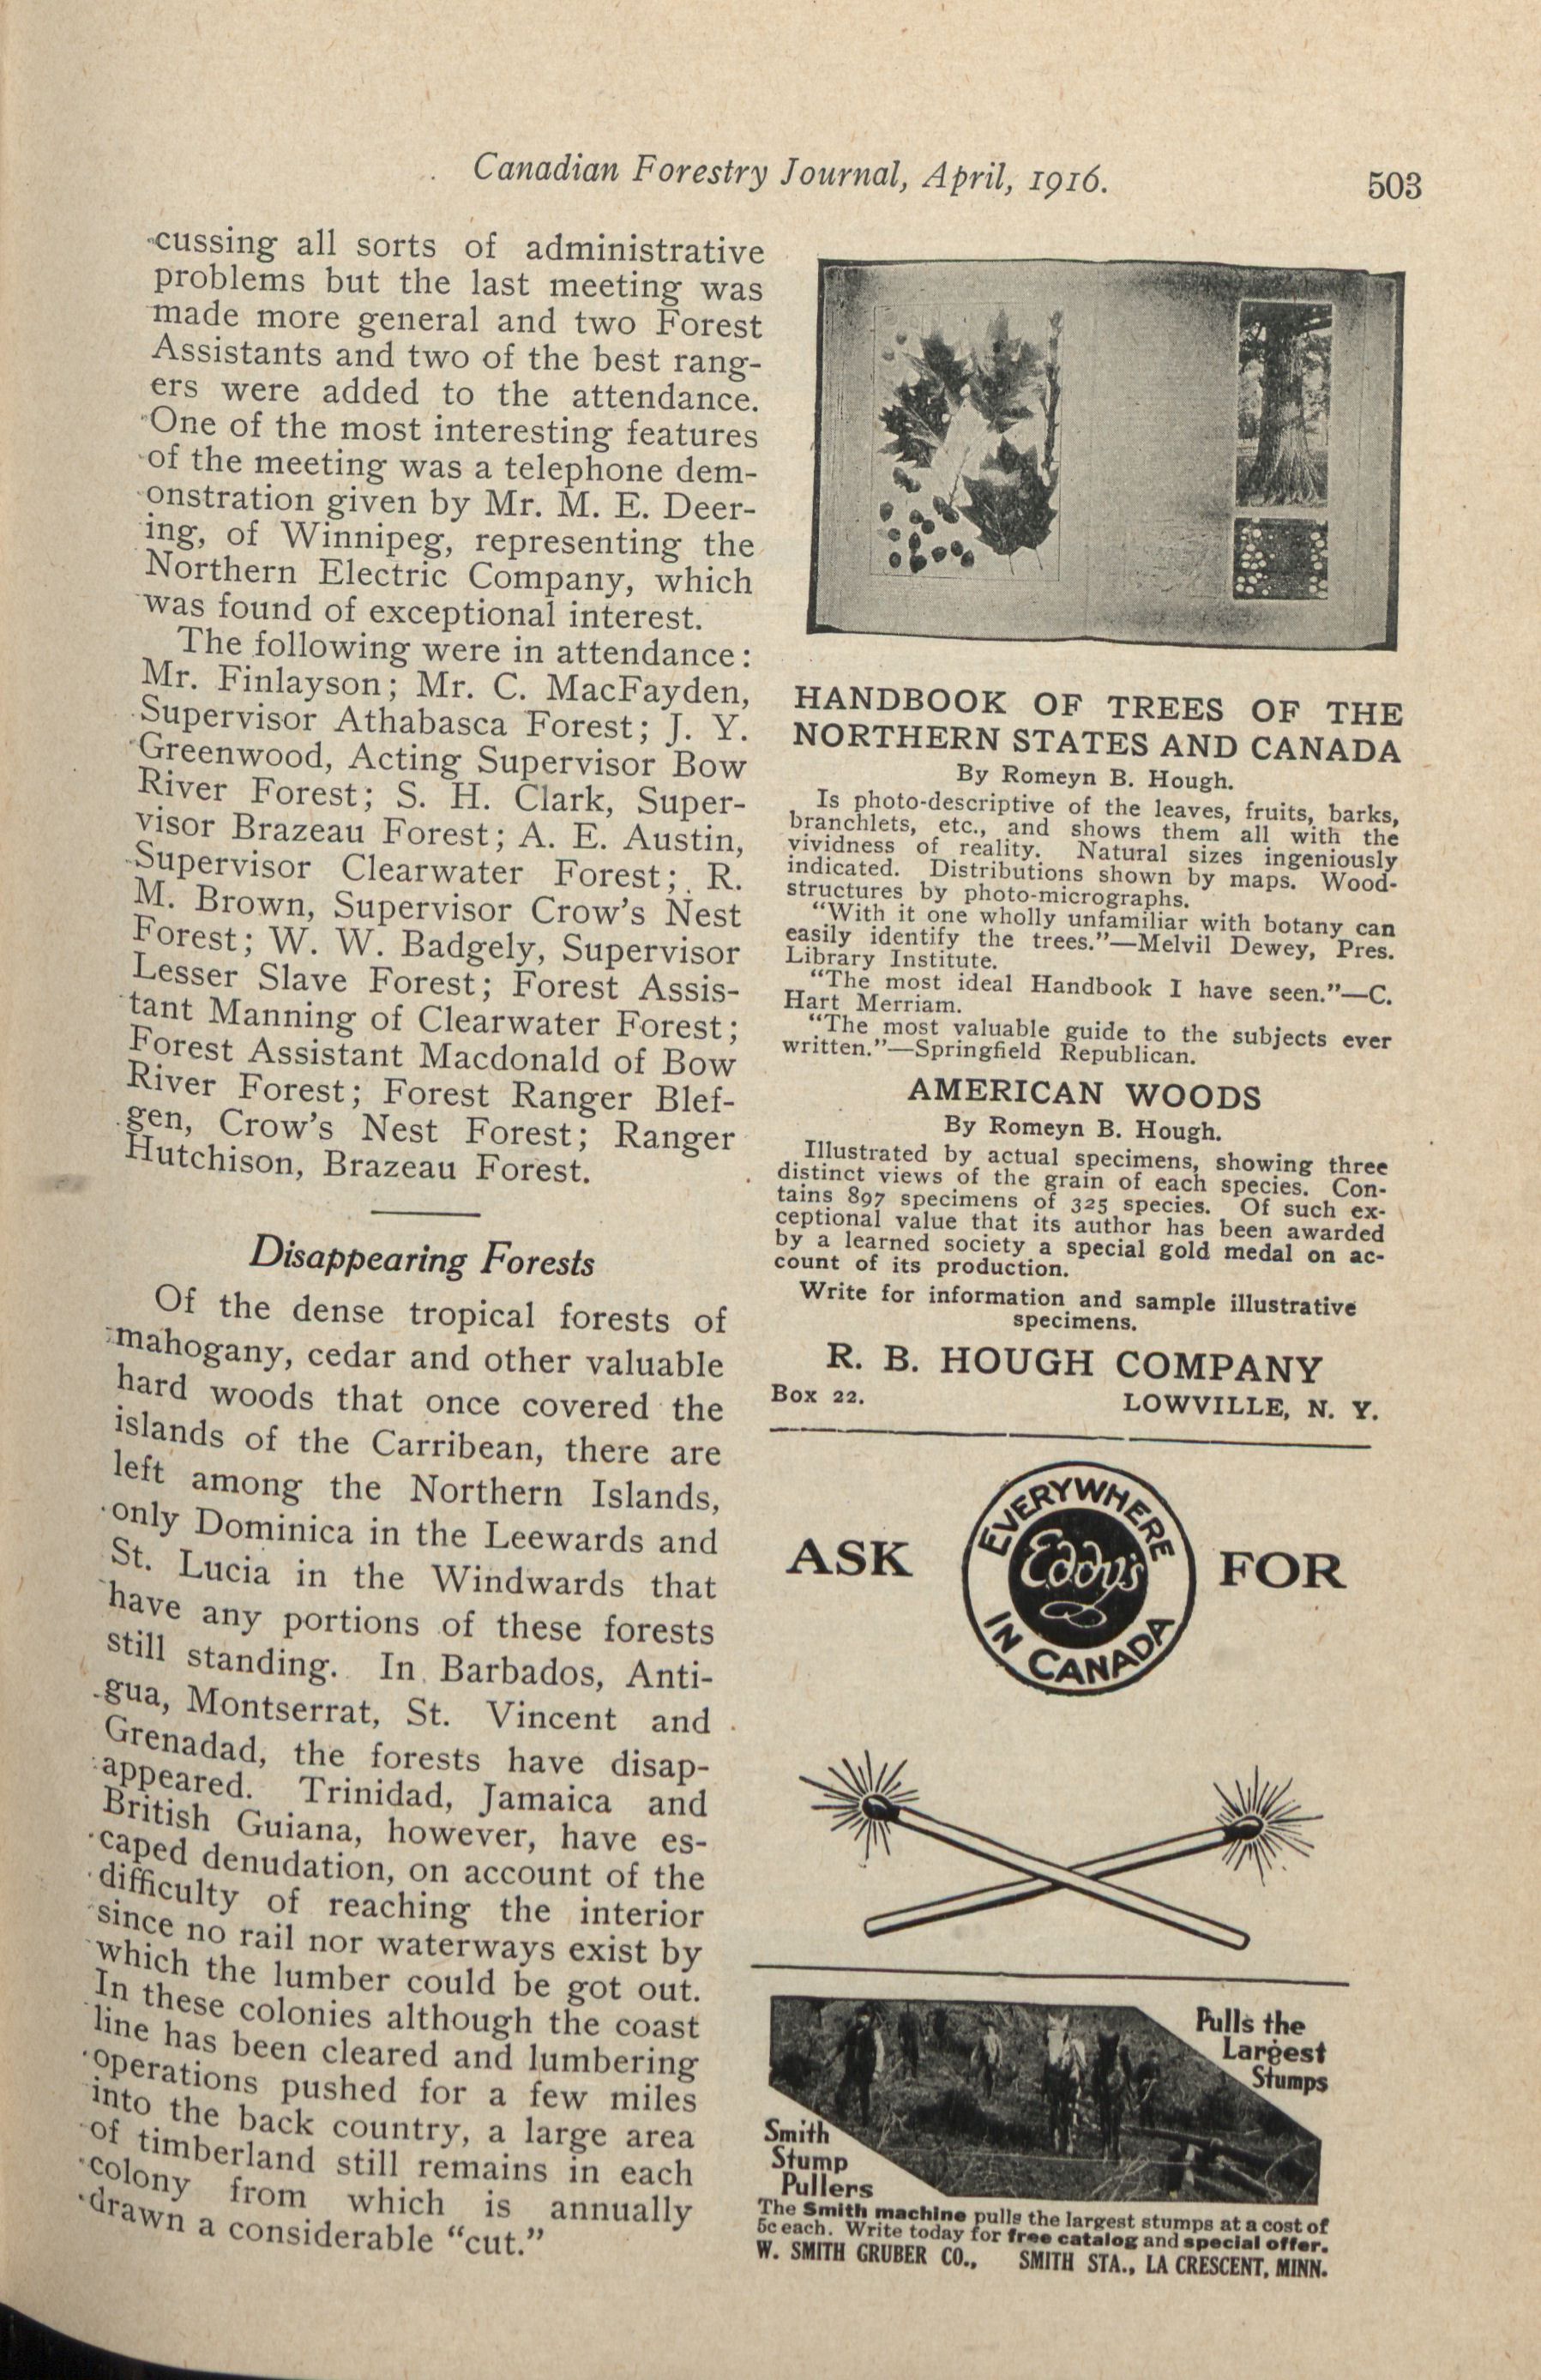 Canadian Forestry Journal, April, 1916.
503
cussing all sorts of administrative
problems but the last meeting was
made more general and two Forest
Assistants and two of the best rang-
ers were added to the attendance.
One of the most interesting features
of the meeting was a telephone dem-
onstration given by Mr. M. E. Deer-
ing, of Winnipeg, representing the
Northern Electric Company, which
was found of exceptional interest.
The following were in attendance:
Mr. Finlayson; Mr. C. MacFayden,
Supervisor Athabasca Forest; J. Y.
Greenwood, Acting Supervisor Bow
River Forest; S. H. Clark, Super-
visor Brazeau Forest; A. E. Austin,
Supervisor Clearwater Forest; R.
M. Brown, Supervisor Crow's Nest
Forest; W. W. Badgely, Supervisor
Lesser Slave Forest; Forest Assis-
tant Manning of Clearwater Forest;
Forest Assistant Macdonald of Bow
River Forest; Forest Ranger Blef-
gen, Crow's Nest Forest; Ranger
Hutchison, Brazeau Forest.
Disappearing Forests
Of the dense tropical forests of
mahogany, cedar and other valuable
hard woods that once covered the
islands of the Carribean, there are
left among the Northern Islands,
only Dominica in the Leewards and
St. Lucia in the Windwards that
have any portions of these forests
still standing. In Barbados, Anti-
gua, Montserrat, St. Vincent and
Grenadad, the forests have disap-
appeared. Trinidad, Jamaica and
British Guiana, however, have es-
caped denudation, on account of the
difficulty of reaching the interior
since no rail nor waterways exist by
which the lumber could be got out.
In these colonies although the coast
line has been cleared and lumbering
operations pushed for a few miles
into the back country, a large area
of timberland still remains in each
colony from which is annually
drawn a considerable "cut."
HANDBOOK OF TREES OF THE
NORTHERN STATES AND CANADA
By Romeyn B. Hough.
Is photo-descriptive of the leaves, fruits, barks,
branchlets, etc., and shows them all with the
vividness of reality. Natural sizes ingeniously
indicated. Distributions shown by maps. Wood-
structures by photo-micrographs.
"With it one wholly unfamiliar with botany can
easily identify the trees."—Melvil Dewey, Pres.
Library Institute.
"The most ideal Handbook I have seen."—C.
Hart Merriam.
"The most valuable guide to the subjects ever
written."—Springfield Republican.
AMERICAN WOODS
By Romeyn B. Hough.
Illustrated by actual specimens, showing three
distinct views of the grain of each species. Con-
tains 897 specimens of 325 species. Of such ex-
ceptional value that its author has been awarded
by a learned society a special gold medal on ac-
count of its production.
Write for information and sample illustrative
specimens.
R. B. HOUGH COMPANY
Box 22. LOWVILLE, N. Y.
ASK
EVERYWHERE
Eddy's
IN CANADA
FOR
Pulls the
Largest
Stumps
Smith
Stump
Pullers
The Smith machine pulls the largest stumps at a cost of
5c each. Write today for free catalog and special offer.
W. SMITH GRUBER CO., SMITH STA., LA CRESCENT, MINN.